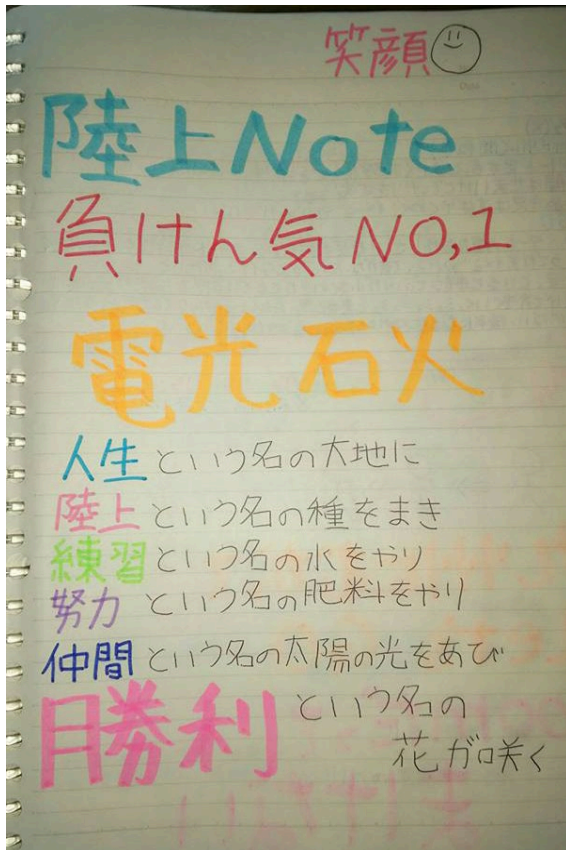 笑顔
陸上Note
負けん気NO,1
電光石火
人生という名の大地に
陸上という名の種をまき
練習という名の水をやり
努力という名の肥料をやり
仲間という名の太陽の光をあび
勝利という名の
花が咲く